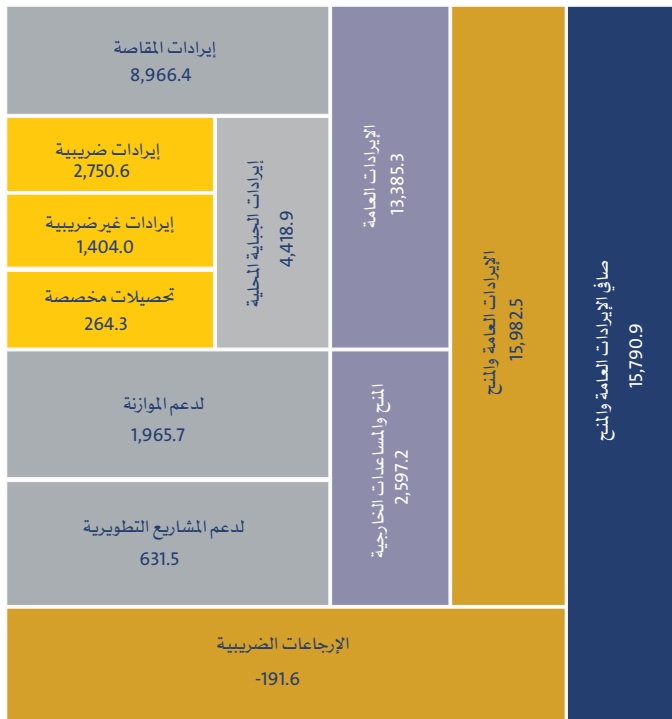 صافي الإيرادات العامة والمنح
15,790.9
الإيرادات العامة والمنح
15,982.5
الإيرادات العامة
13,385.3
إيرادات المقاصة
8,966.4
إيرادات الجباية المحلية
4,418.9
إيرادات ضريبية
2,750.6
إيرادات غير ضريبية
1,404.0
تحصيلات مخصصة
264.3
المنح والمساعدات الخارجية
2,597.2
لدعم الموازنة
1,965.7
لدعم المشاريع التطويرية
631.5
الإرجاعات الضريبية
-191.6